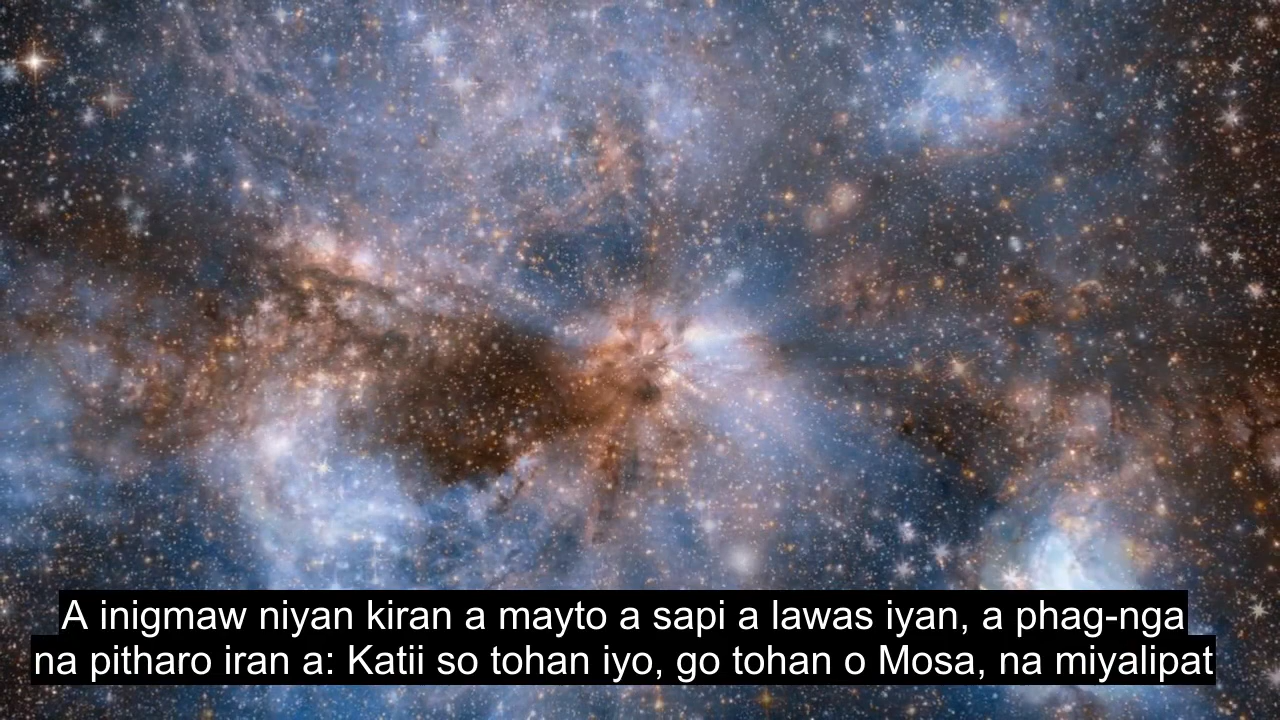 A inigmaw niyan kiran a mayto a sapi a lawas iyan, a phag-nga
na pitharo iran a: Katii so tohan iyo, go tohan o Mosa, na miyalipat